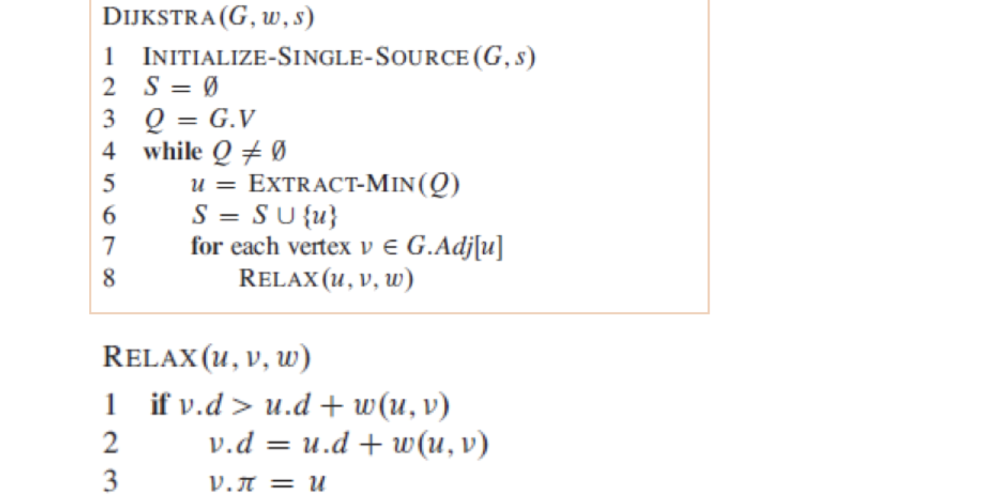 DIJKSTRA(G, w, s)
1 INITIALIZE-SINGLE-SOURCE(G, s)
2 S = ∅
3 Q = G.V
4 while Q ≠ ∅
5 u = EXTRACT-MIN(Q)
6 S = S ∪ {u}
7 for each vertex v ∈ G.Adj[u]
8 RELAX(u, v, w)
RELAX(u, v, w)
1 if v.d > u.d + w(u, v)
2 v.d = u.d + w(u, v)
3 v.π = u